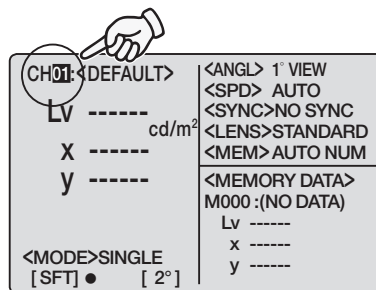 CH01:<DEFAULT>
Lv ------
cd/m²
x ------
y ------
<MODE>SINGLE
[SFT] ● [ 2° ]
<ANGL> 1° VIEW
<SPD> AUTO
<SYNC>NO SYNC
<LENS>STANDARD
<MEM> AUTO NUM
<MEMORY DATA>
M000 :(NO DATA)
Lv ------
x ------
y ------